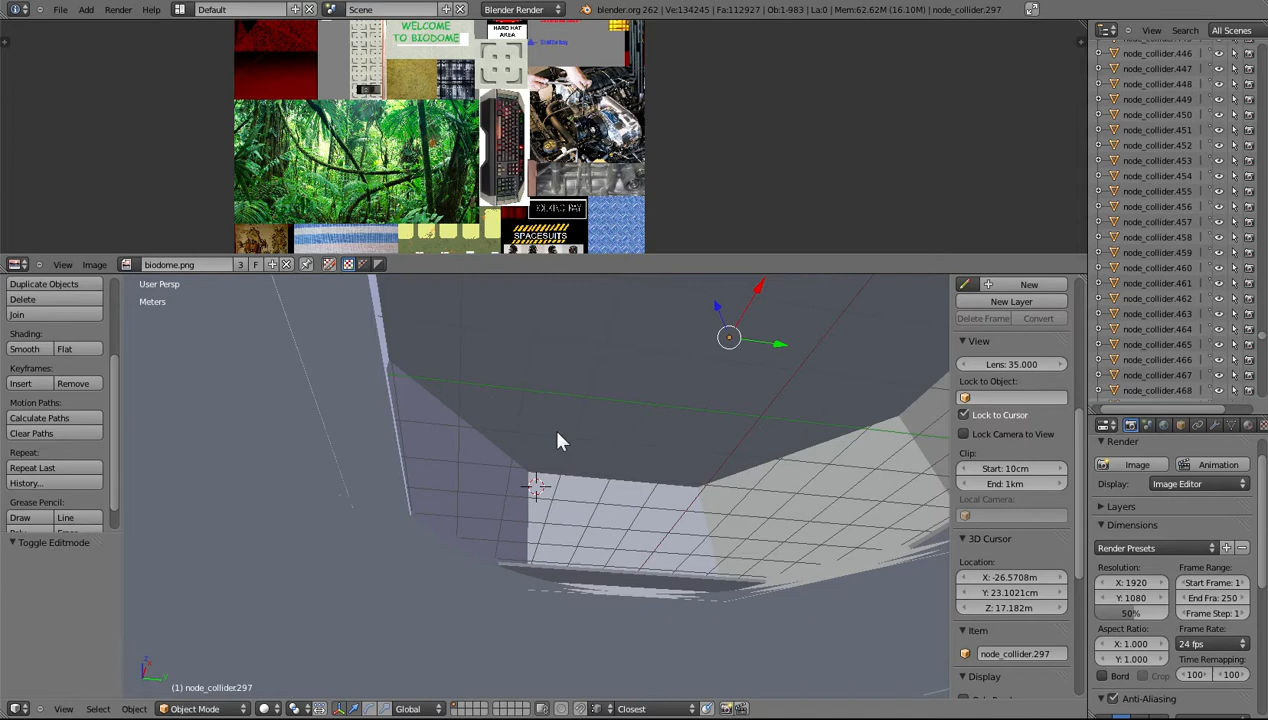 File Add Render Window Help Default Scene Blender Render blender.org 262 | Ve:134245 | Fa:112927 | Ob:1-983 | La:0 | Mem:62.62M (16.10M) | node_collider.297
View Search All Scenes
WELCOME
TO BIODOME
HARD HAT
AREA
SPACESUITS
View Image biodome.png 3 F
node_collider.446
node_collider.447
node_collider.448
node_collider.449
node_collider.450
node_collider.451
node_collider.452
node_collider.453
node_collider.454
node_collider.455
node_collider.456
node_collider.457
node_collider.458
node_collider.459
node_collider.460
node_collider.461
node_collider.462
node_collider.463
node_collider.464
node_collider.465
node_collider.466
node_collider.467
node_collider.468
Duplicate Objects
Delete
Join
Shading:
Smooth Flat
Keyframes:
Insert Remove
Motion Paths:
Calculate Paths
Clear Paths
Repeat:
Repeat Last
History...
Grease Pencil:
Draw Line
Toggle Editmode
User Persp
Meters
(1) node_collider.297
New
New Layer
Delete Frame Convert
View
Lens: 35.000
Lock to Object:
Lock to Cursor
Lock Camera to View
Clip:
Start: 10cm
End: 1km
Local Camera:
3D Cursor
Location:
X: -26.5708m
Y: 23.1021cm
Z: 17.182m
Item
node_collider.297
Display
Render
Image Animation
Display: Image Editor
Layers
Dimensions
Render Presets
Resolution: Frame Range:
X: 1920 Start Frame: 1
Y: 1080 End Fra: 250
50% Frame Step: 1
Aspect Ratio: Frame Rate:
X: 1.000 24 fps
Y: 1.000 Time Remapping:
Bord Crop 100 100
Anti-Aliasing
View Select Object Object Mode Global Closest